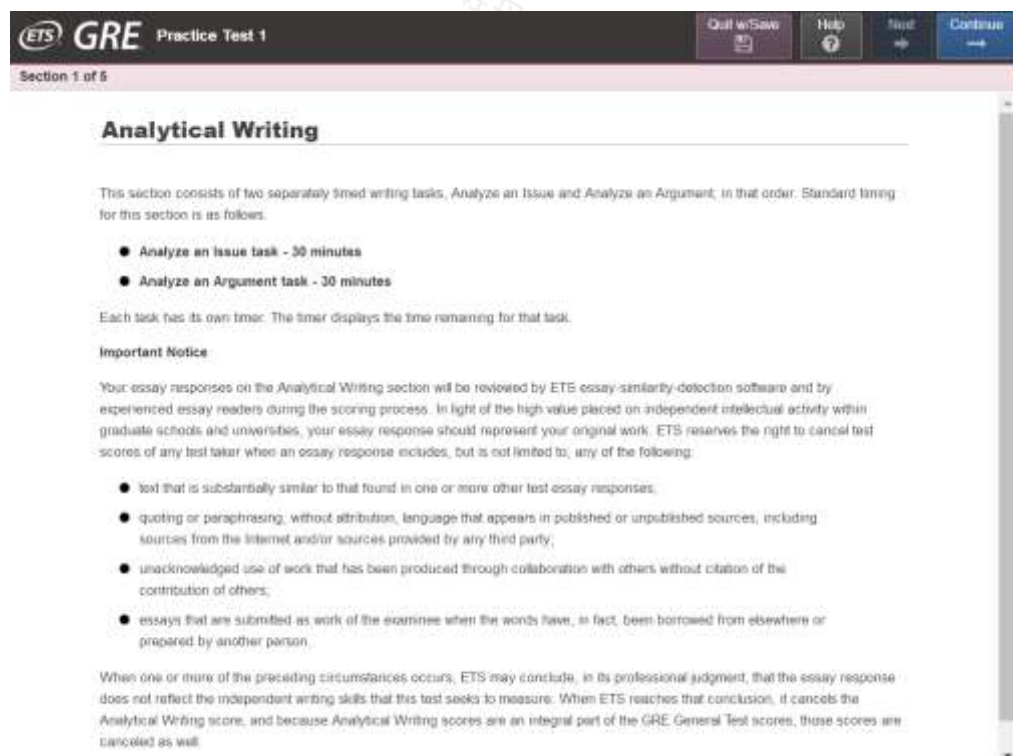 ETS GRE Practice Test 1
Quit w/Save
Help
Next
Continue
Section 1 of 5
Analytical Writing
This section consists of two separately timed writing tasks, Analyze an Issue and Analyze an Argument, in that order. Standard timing
for this section is as follows.
● Analyze an Issue task - 30 minutes
● Analyze an Argument task - 30 minutes
Each task has its own timer. The timer displays the time remaining for that task.
Important Notice
Your essay responses on the Analytical Writing section will be reviewed by ETS essay-similarity-detection software and by
experienced essay readers during the scoring process. In light of the high value placed on independent intellectual activity within
graduate schools and universities, your essay response should represent your original work. ETS reserves the right to cancel test
scores of any test taker when an essay response includes, but is not limited to, any of the following:
● text that is substantially similar to that found in one or more other test essay responses;
● quoting or paraphrasing, without attribution, language that appears in published or unpublished sources, including
sources from the Internet and/or sources provided by any third party;
● unacknowledged use of work that has been produced through collaboration with others without citation of the
contribution of others;
● essays that are submitted as work of the examinee when the words have, in fact, been borrowed from elsewhere or
prepared by another person.
When one or more of the preceding circumstances occurs, ETS may conclude, in its professional judgment, that the essay response
does not reflect the independent writing skills that this test seeks to measure. When ETS reaches that conclusion, it cancels the
Analytical Writing score, and because Analytical Writing scores are an integral part of the GRE General Test scores, those scores are
canceled as well.